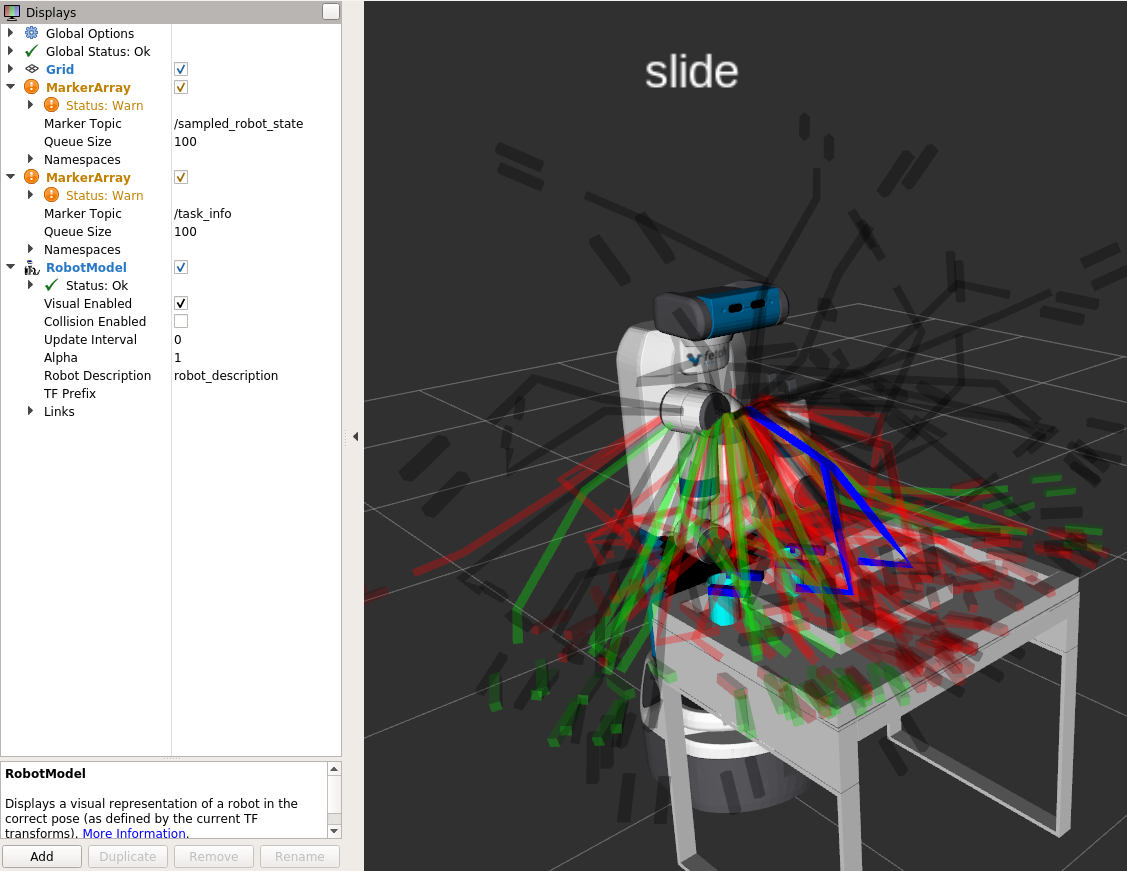 Displays
Global Options
Global Status: Ok
Grid
MarkerArray
Status: Warn
Marker Topic /sampled_robot_state
Queue Size 100
Namespaces
MarkerArray
Status: Warn
Marker Topic /task_info
Queue Size 100
Namespaces
RobotModel
Status: Ok
Visual Enabled
Collision Enabled
Update Interval 0
Alpha 1
Robot Description robot_description
TF Prefix
Links
RobotModel
Displays a visual representation of a robot in the
correct pose (as defined by the current TF
transforms). More Information.
Add Duplicate Remove Rename
slide
fetch